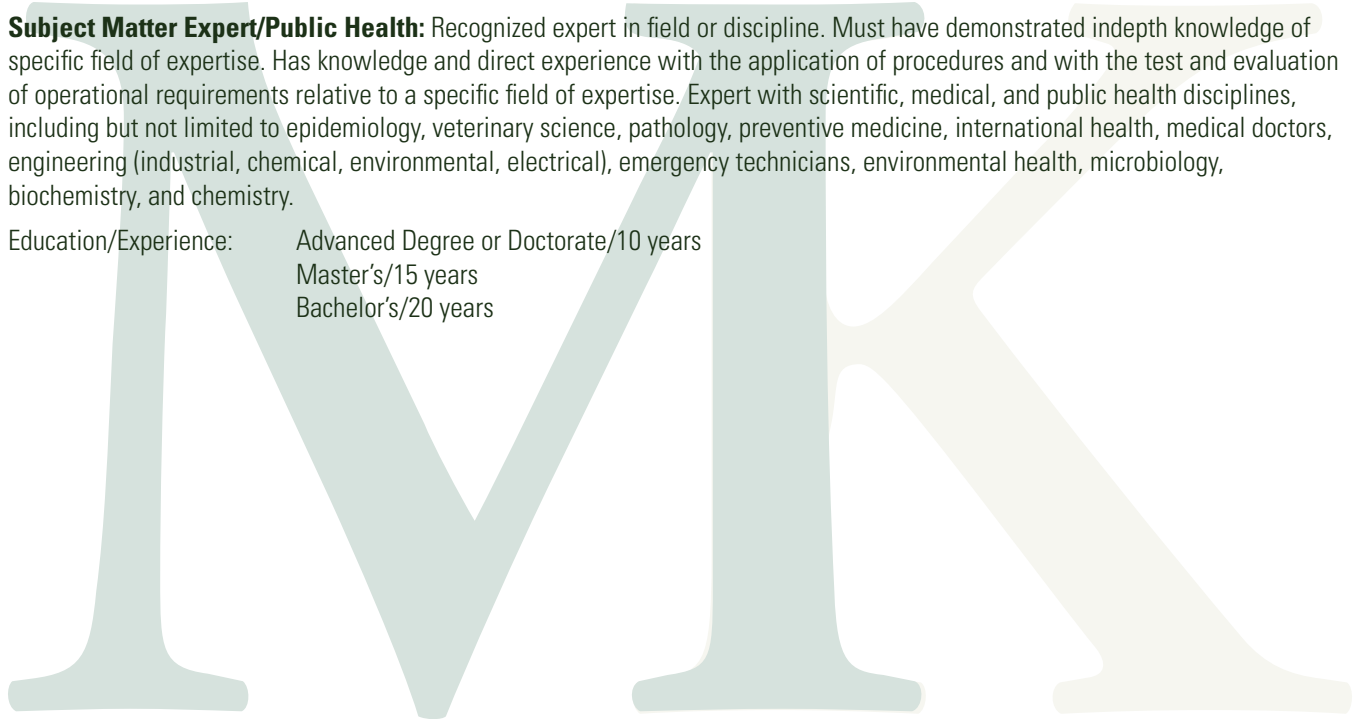 Subject Matter Expert/Public Health: Recognized expert in field or discipline. Must have demonstrated indepth knowledge of
specific field of expertise. Has knowledge and direct experience with the application of procedures and with the test and evaluation
of operational requirements relative to a specific field of expertise. Expert with scientific, medical, and public health disciplines,
including but not limited to epidemiology, veterinary science, pathology, preventive medicine, international health, medical doctors,
engineering (industrial, chemical, environmental, electrical), emergency technicians, environmental health, microbiology,
biochemistry, and chemistry.
Education/Experience: Advanced Degree or Doctorate/10 years
Master's/15 years
Bachelor's/20 years
MK